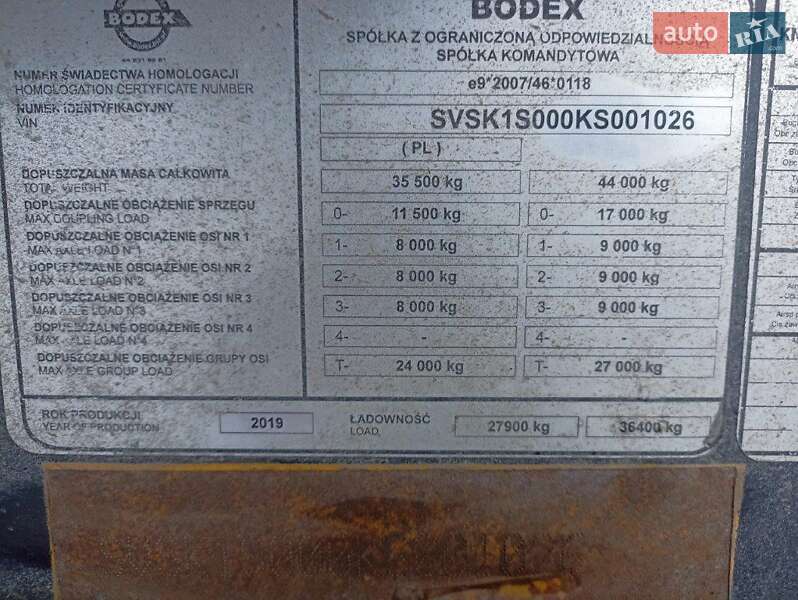 BODEX
BODEX
SPÓŁKA Z OGRANICZONĄ ODPOWIEDZIALNOŚCIĄ
SPÓŁKA KOMANDYTOWA
auto RIA
.com
NUMER ŚWIADECTWA HOMOLOGACJI
HOMOLOGATION CERTIFICATE NUMBER
e9*2007/46*0118
NUMER IDENTYFIKACYJNY
VIN
SVSK1S000KS001026
( PL )
DOPUSZCZALNA MASA CAŁKOWITA
TOTAL WEIGHT
35 500 kg
44 000 kg
DOPUSZCZALNE OBCIĄŻENIE SPRZĘGU
MAX COUPLING LOAD
0- 11 500 kg
0- 17 000 kg
DOPUSZCZALNE OBCIĄŻENIE OSI NR 1
MAX AXLE LOAD N°1
1- 8 000 kg
1- 9 000 kg
DOPUSZCZALNE OBCIĄŻENIE OSI NR 2
MAX AXLE LOAD N°2
2- 8 000 kg
2- 9 000 kg
DOPUSZCZALNE OBCIĄŻENIE OSI NR 3
MAX AXLE LOAD N°3
3- 8 000 kg
3- 9 000 kg
DOPUSZCZALNE OBCIĄŻENIE OSI NR 4
MAX AXLE LOAD N°4
4- -
4- -
DOPUSZCZALNE OBCIĄŻENIE GRUPY OSI
MAX AXLE GROUP LOAD
T- 24 000 kg
T- 27 000 kg
ROK PRODUKCJI
YEAR OF PRODUCTION
2019
ŁADOWNOŚĆ
LOAD
27900 kg
36400 kg